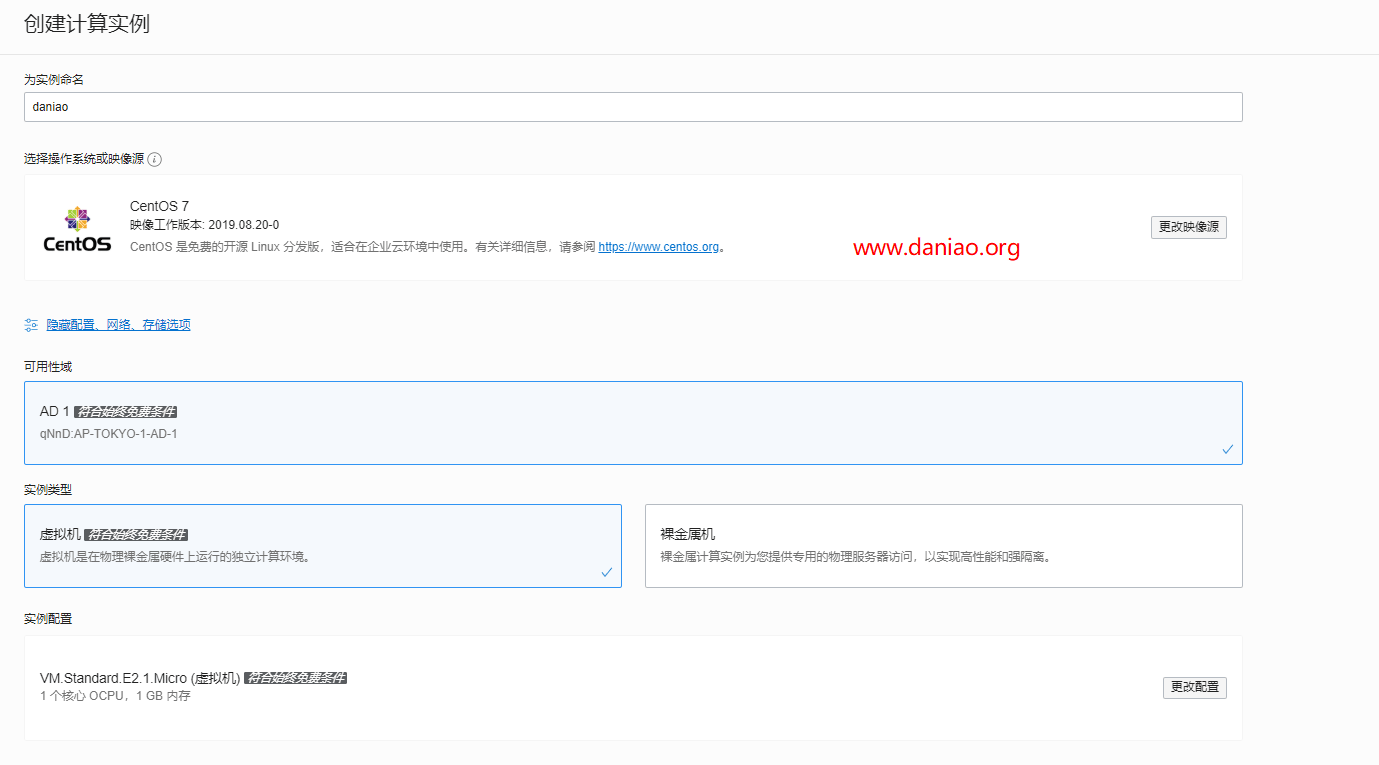 创建计算实例
为实例命名
daniao
选择操作系统或映像源
CentOS 7
映像工作版本: 2019.08.20-0
CentOS
CentOS 是免费的开源 Linux 分发版，适合在企业云环境中使用。有关详细信息，请参阅 https://www.centos.org。
www.daniao.org
更改映像源
隐藏配置、网络、存储选项
可用性域
AD 1 符合始终免费条件
qNnD:AP-TOKYO-1-AD-1
实例类型
虚拟机 符合始终免费条件
虚拟机是在物理裸金属硬件上运行的独立计算环境。
裸金属机
裸金属计算实例为您提供专用的物理服务器访问，以实现高性能和强隔离。
实例配置
VM.Standard.E2.1.Micro (虚拟机) 符合始终免费条件
1 个核心 OCPU，1 GB 内存
更改配置